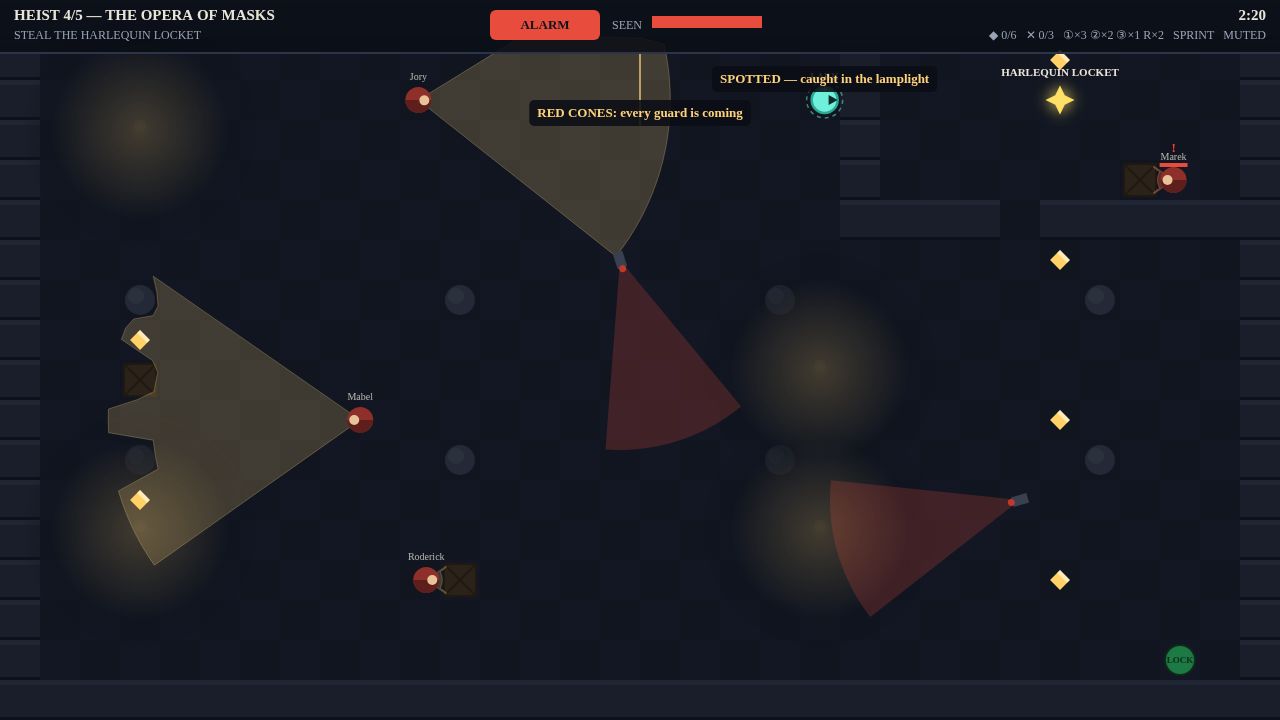 HEIST 4/5 — THE OPERA OF MASKS
STEAL THE HARLEQUIN LOCKET
ALARM
SEEN
2:20
◆ 0/6 ✕ 0/3 ①×3 ②×2 ③×1 R×2 SPRINT MUTED
Jory
SPOTTED — caught in the lamplight
RED CONES: every guard is coming
HARLEQUIN LOCKET
!
Marek
Mabel
Roderick
LOCK